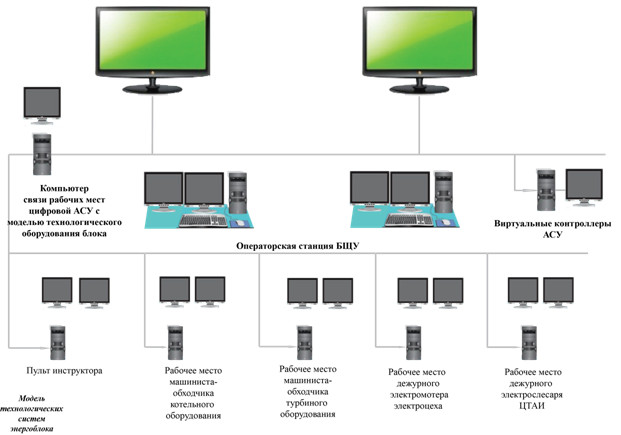 Компьютер
связи рабочих мест
цифровой АСУ с
моделью технологического
оборудования блока
Операторская станция БЩУ
Виртуальные контроллеры
АСУ
Пульт инструктора
Рабочее место
машиниста-
обходчика
котельного
оборудования
Рабочее место
машиниста-
обходчика
турбиного
оборудования
Рабочее место
дежурного
электромотера
электроцеха
Рабочее место
дежурного
электрослесаря
ЦТАИ
Модель
технологических
систем
энергоблока